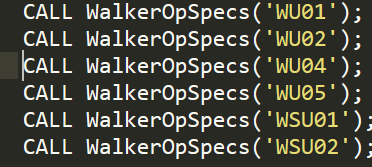 CALL WalkerOpSpecs('WU01');
CALL WalkerOpSpecs('WU02');
CALL WalkerOpSpecs('WU04');
CALL WalkerOpSpecs('WU05');
CALL WalkerOpSpecs('WSU01');
CALL WalkerOpSpecs('WSU02');